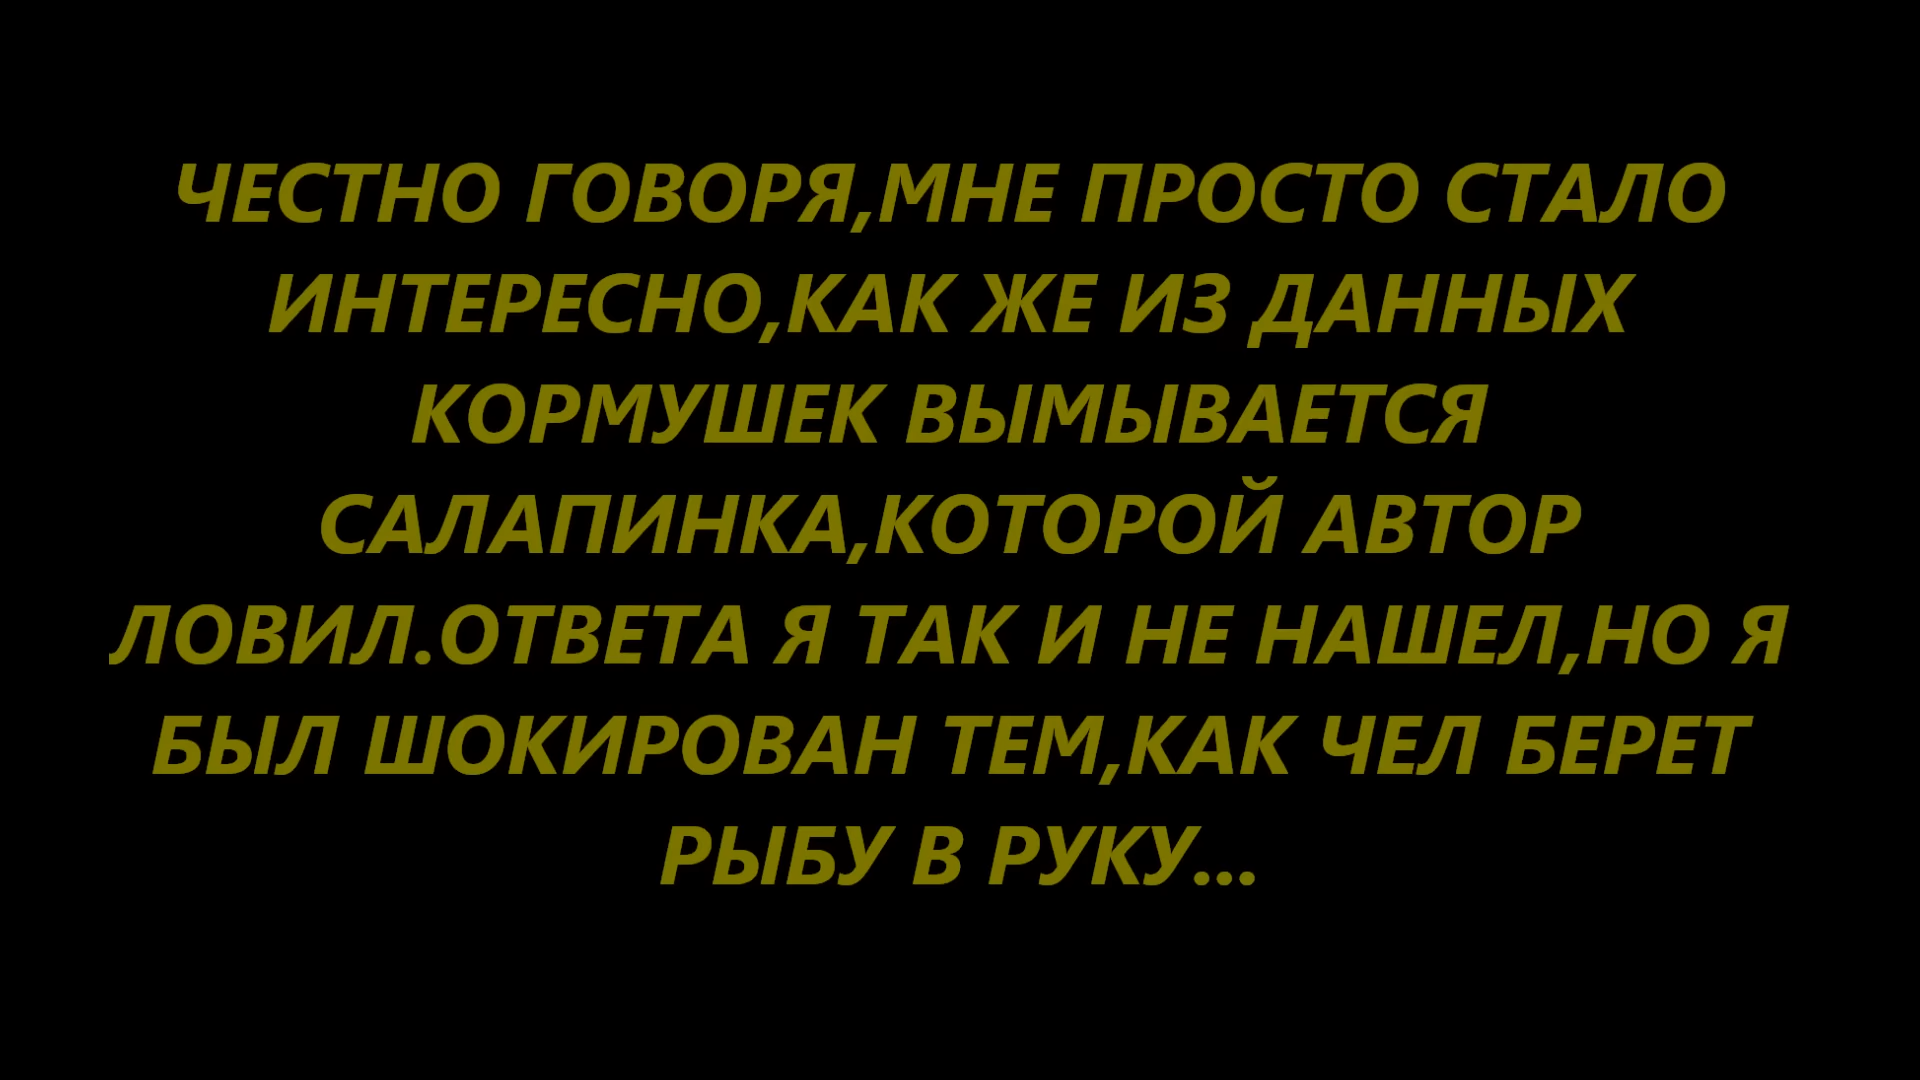 ЧЕСТНО ГОВОРЯ,МНЕ ПРОСТО СТАЛО
ИНТЕРЕСНО,КАК ЖЕ ИЗ ДАННЫХ
КОРМУШЕК ВЫМЫВАЕТСЯ
САЛАПИНКА,КОТОРОЙ АВТОР
ЛОВИЛ.ОТВЕТА Я ТАК И НЕ НАШЕЛ,НО Я
БЫЛ ШОКИРОВАН ТЕМ,КАК ЧЕЛ БЕРЕТ
РЫБУ В РУКУ...